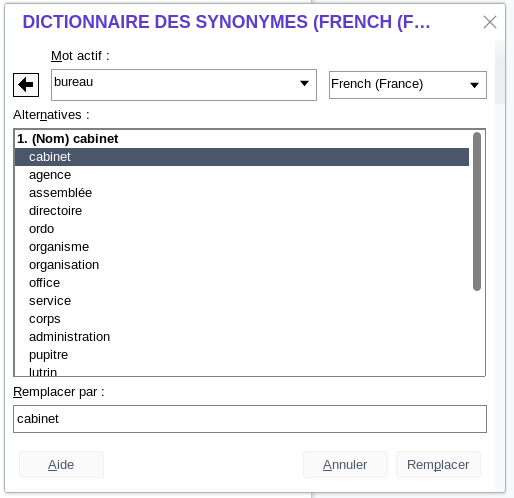 DICTIONNAIRE DES SYNONYMES (FRENCH (F…
Mot actif :
bureau
French (France)
Alternatives :
1. (Nom) cabinet
cabinet
agence
assemblée
directoire
ordo
organisme
organisation
office
service
corps
administration
pupitre
lutrin
Remplacer par :
cabinet
Aide
Annuler
Remplacer